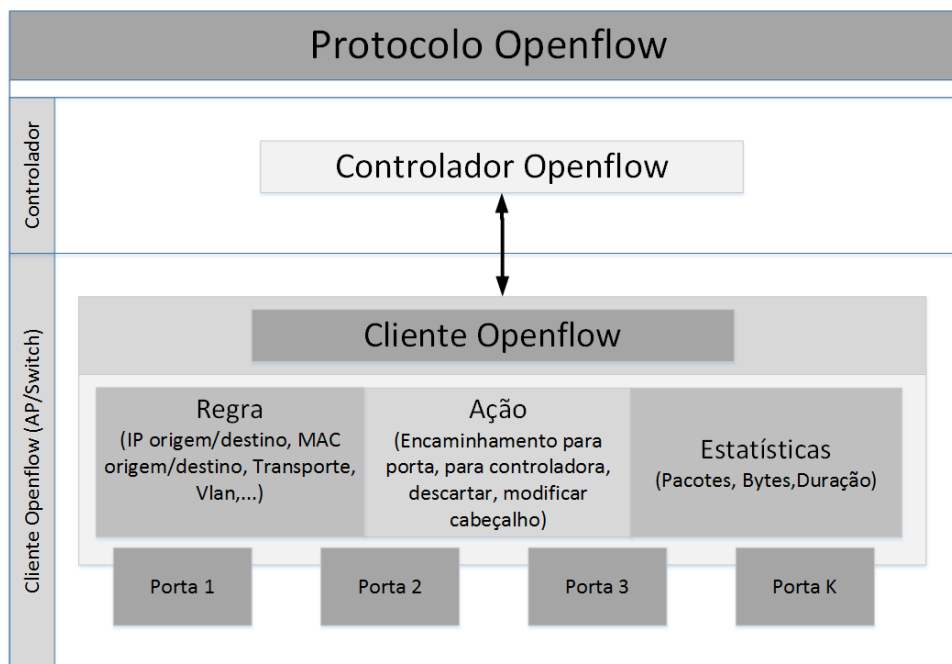 Protocolo Openflow
Controlador
Controlador Openflow
Cliente Openflow (AP/Switch)
Cliente Openflow
Regra
(IP origem/destino, MAC
origem/destino, Transporte,
Vlan,...)
Ação
(Encaminhamento para
porta, para controladora,
descartar, modificar
cabeçalho)
Estatísticas
(Pacotes, Bytes,Duração)
Porta 1
Porta 2
Porta 3
Porta K